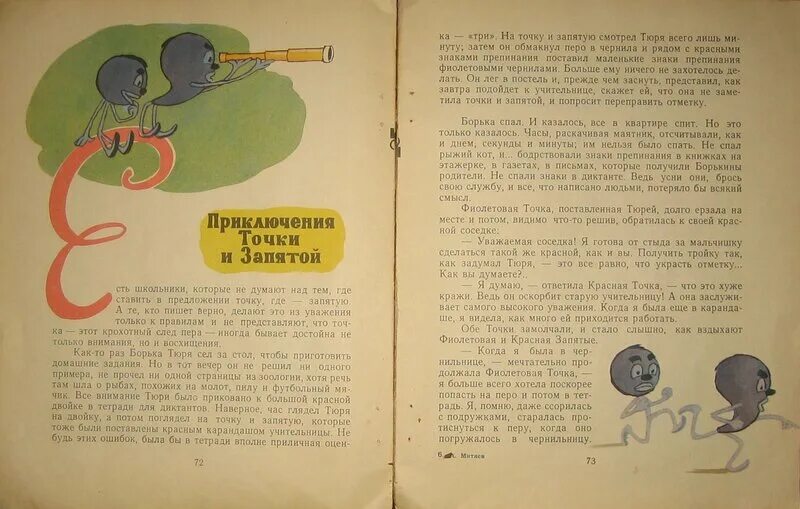 Приключения
Точки
и Запятой
Есть школьники, которые не думают над тем, где
ставить в предложении точку, где — запятую.
А те, кто пишет верно, делают это из уважения
только к правилам и не представляют, что точ-
ка — этот крохотный след пера — иногда бывает достойна не
только внимания, но и восхищения.
Как-то раз Борька Тюря сел за стол, чтобы приготовить
домашние задания. Но в тот вечер он не решил ни одного
примера, не прочел ни одной страницы из зоологии, хотя речь
там шла о рыбах, похожих на молот, пилу и футбольный мя-
чик. Все внимание Тюри было приковано к большой красной
двойке в тетради для диктантов. Наверное, час глядел Тюря
на двойку, а потом поглядел на точку и запятую, которые
тоже были поставлены красным карандашом учительницы. Не
будь этих ошибок, была бы в тетради вполне приличная оцен-
72
ка — «три». На точку и запятую смотрел Тюря всего лишь ми-
нуту; затем он обмакнул перо в чернила и рядом с красными
знаками препинания поставил маленькие знаки препинания
фиолетовыми чернилами. Больше ему ничего не захотелось де-
лать. Он лег в постель и, прежде чем заснуть, представил, как
завтра подойдет к учительнице, скажет ей, что она не заме-
тила точки и запятой, и попросит переправить отметку.
Борька спал. И казалось, все в квартире спит. Но это
только казалось. Часы, раскачивая маятник, отсчитывали, как
и днем, секунды и минуты; им нельзя было спать. Не спал
рыжий кот, и... бодрствовали знаки препинания в книжках на
этажерке, в газетах, в письмах, которые получили Борькины
родители. Не спали знаки в диктанте. Ведь усни они, брось
свою службу, и все, что написано людьми, потеряло бы всякий
смысл.
Фиолетовая Точка, поставленная Тюрей, долго ерзала на
месте и потом, видимо что-то решив, обратилась к своей крас-
ной соседке:
— Уважаемая соседка! Я готова от стыда за мальчишку
сделаться такой же красной, как и вы. Получить тройку так,
как задумал Тюря, — это все равно, что украсть отметку...
Как вы думаете?..
— Я думаю, — ответила Красная Точка, — что это хуже
кражи. Ведь он оскорбит старую учительницу! А она заслужи-
вает самого высокого уважения. Когда я была еще в каранда-
ше, я видела, как много ей приходится работать.
Обе Точки замолчали, и стало слышно, как вздыхают
Фиолетовая и Красная Запятые.
— Когда я была в чер-
нильнице, — мечтательно про-
должала Фиолетовая Точка, —
я больше всего хотела поскорее
попасть на перо и потом в те-
традь. Я, помню, даже ссорилась
с подружками, старалась про-
тиснуться к перу, когда оно
погружалось в чернильницу.
6 А. Митяев
73